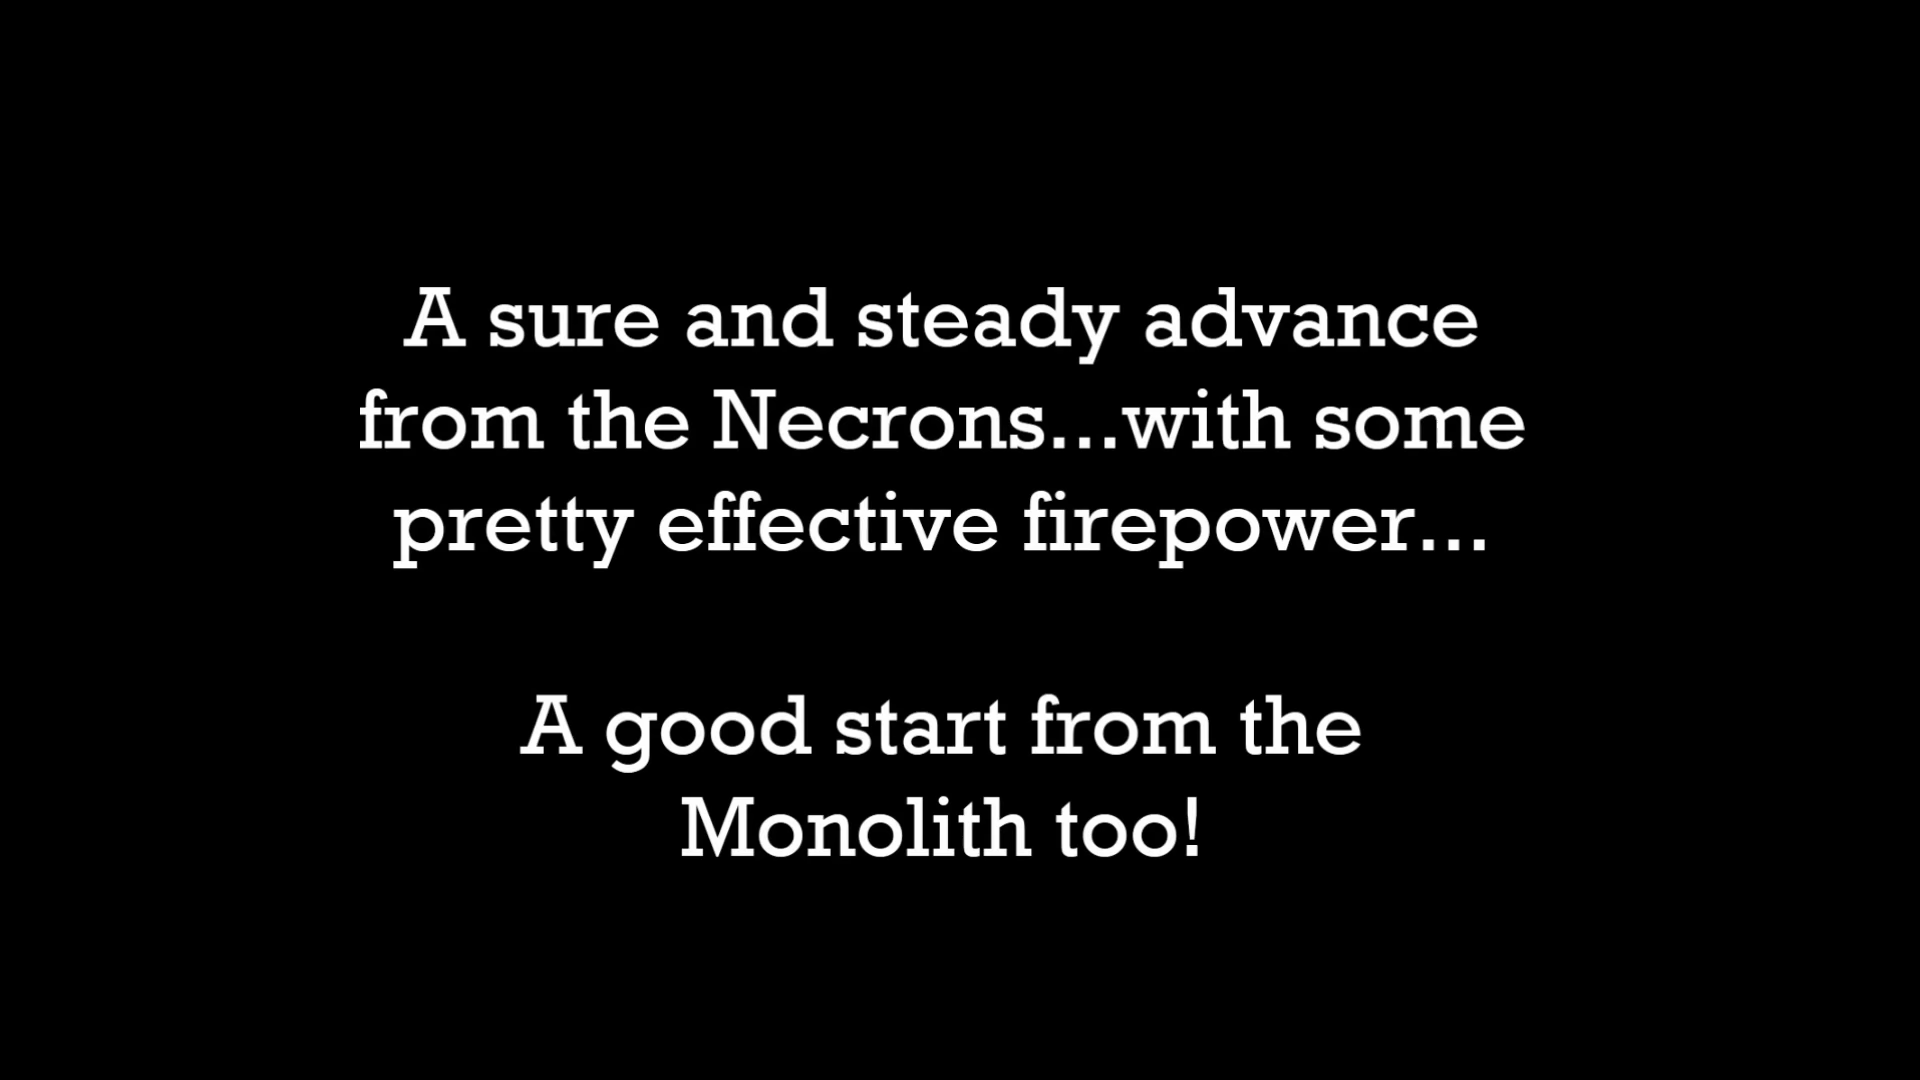 A sure and steady advance
from the Necrons...with some
pretty effective firepower...
A good start from the
Monolith too!